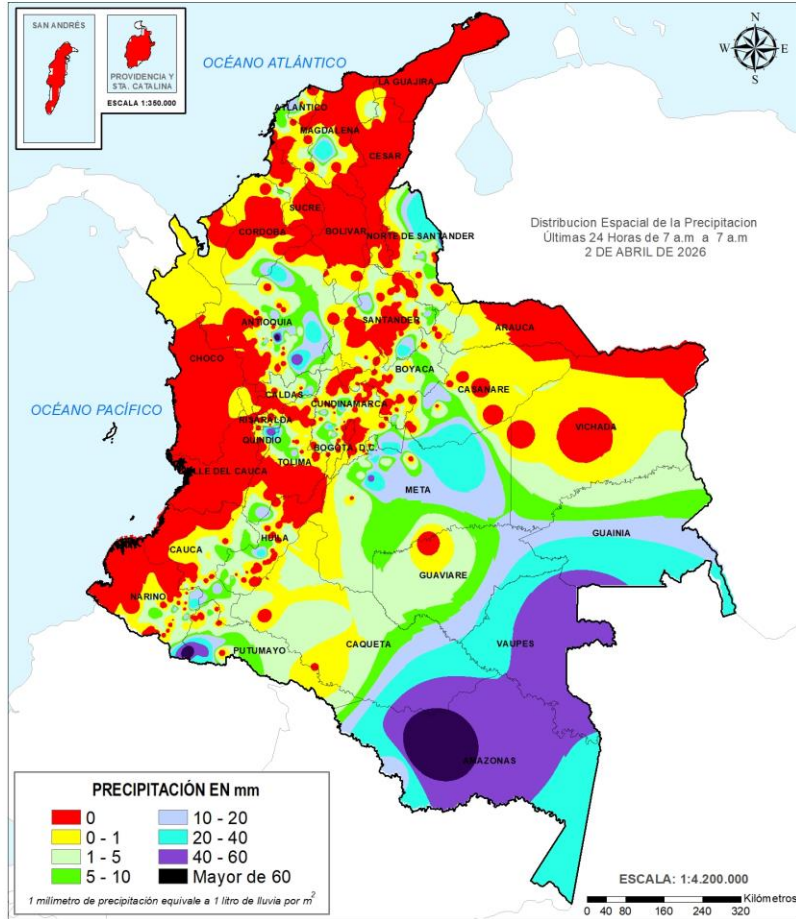 SAN ANDRÉS
PROVIDENCIA Y
STA. CATALINA
ESCALA 1:350.000
OCÉANO ATLÁNTICO
N
W
E
S
LA GUAJIRA
ATLÁNTICO
MAGDALENA
CESAR
SUCRE
CORDOBA
BOLIVAR
NORTE DE SANTANDER
Distribucion Espacial de la Precipitacion
Últimas 24 Horas de 7 a.m a 7 a.m
2 DE ABRIL DE 2026
ANTIOQUIA
SANTANDER
ARAUCA
CHOCO
BOYACA
CASANARE
OCÉANO PACÍFICO
CALDAS
CUNDINAMARCA
VICHADA
RISARALDA
QUINDIO
BOGOTA, D.C.
TOLIMA
VALLE DEL CAUCA
META
GUAINIA
CAUCA
HUILA
GUAVIARE
NARIÑO
PUTUMAYO
CAQUETA
VAUPES
AMAZONAS
PRECIPITACIÓN EN mm
0
10 - 20
0 - 1
20 - 40
1 - 5
40 - 60
5 - 10
Mayor de 60
1 milímetro de precipitación equivale a 1 litro de lluvia por m²
ESCALA: 1:4.200.000
Kilómetros
0 40 80 160 240 320